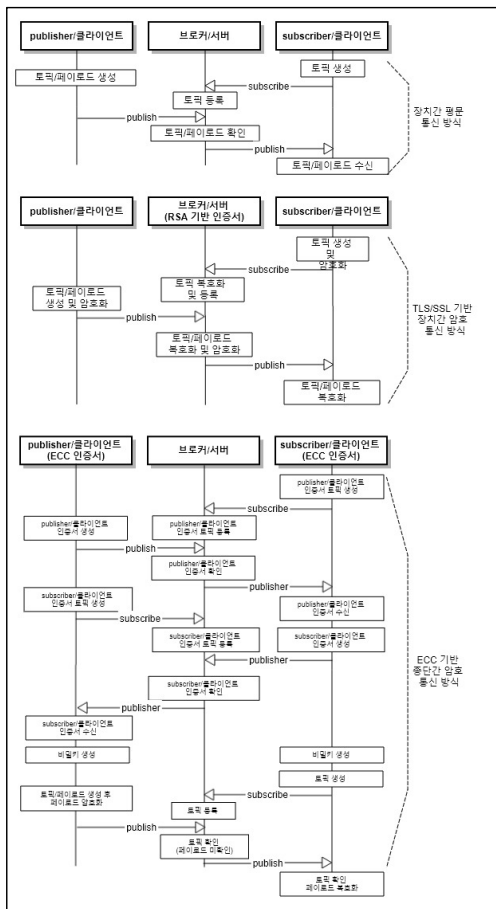 publisher/클라이언트
브로커/서버
subscriber/클라이언트
토픽/페이로드 생성
토픽 생성
subscribe
토픽 등록
publish
토픽/페이로드 확인
publish
토픽/페이로드 수신
장치간 평문
통신 방식
publisher/클라이언트
브로커/서버
(RSA 기반 인증서)
subscriber/클라이언트
토픽 생성
및
암호화
subscribe
토픽 복호화
및 등록
토픽/페이로드
생성 및 암호화
publish
토픽/페이로드
복호화 및 암호화
publish
토픽/페이로드
복호화
TLS/SSL 기반
장치간 암호
통신 방식
publisher/클라이언트
(ECC 인증서)
브로커/서버
subscriber/클라이언트
(ECC 인증서)
publisher/클라이언트
인증서 토픽 생성
subscribe
publisher/클라이언트
인증서 생성
publisher/클라이언트
인증서 토픽 등록
publish
publisher/클라이언트
인증서 확인
publisher
subscriber/클라이언트
인증서 토픽 생성
publisher/클라이언트
인증서 수신
subscribe
subscriber/클라이언트
인증서 토픽 등록
subscriber/클라이언트
인증서 생성
publisher
subscriber/클라이언트
인증서 확인
publisher
subscriber/클라이언트
인증서 수신
비밀키 생성
비밀키 생성
토픽 생성
토픽/페이로드 생성 후
페이로드 암호화
subscribe
토픽 등록
publish
토픽 확인
(페이로드 미확인)
publish
토픽 확인
페이로드 복호화
ECC 기반
종단간 암호
통신 방식